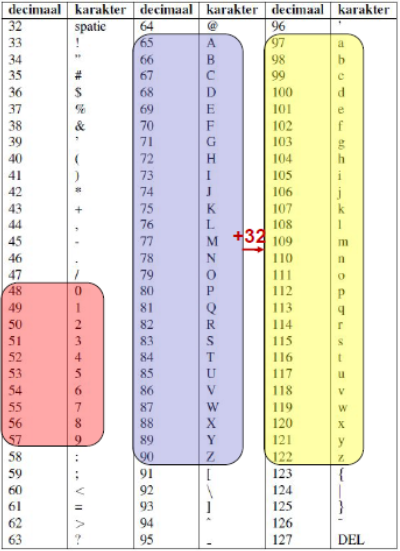 decimaal karakter decimaal karakter decimaal karakter
32 spatie 64 @ 96 '
33 ! 65 A 97 a
34 " 66 B 98 b
35 # 67 C 99 c
36 $ 68 D 100 d
37 % 69 E 101 e
38 & 70 F 102 f
39 ' 71 G 103 g
40 ( 72 H 104 h
41 ) 73 I 105 i
42 * 74 J 106 j
43 + 75 K 107 k
44 , 76 L 108 l
45 - 77 M +32 109 m
46 . 78 N 110 n
47 / 79 O 111 o
48 0 80 P 112 p
49 1 81 Q 113 q
50 2 82 R 114 r
51 3 83 S 115 s
52 4 84 T 116 t
53 5 85 U 117 u
54 6 86 V 118 v
55 7 87 W 119 w
56 8 88 X 120 x
57 9 89 Y 121 y
58 : 90 Z 122 z
59 ; 91 [ 123 {
60 < 92 \ 124 |
61 = 93 ] 125 }
62 > 94 ^ 126 ~
63 ? 95 _ 127 DEL